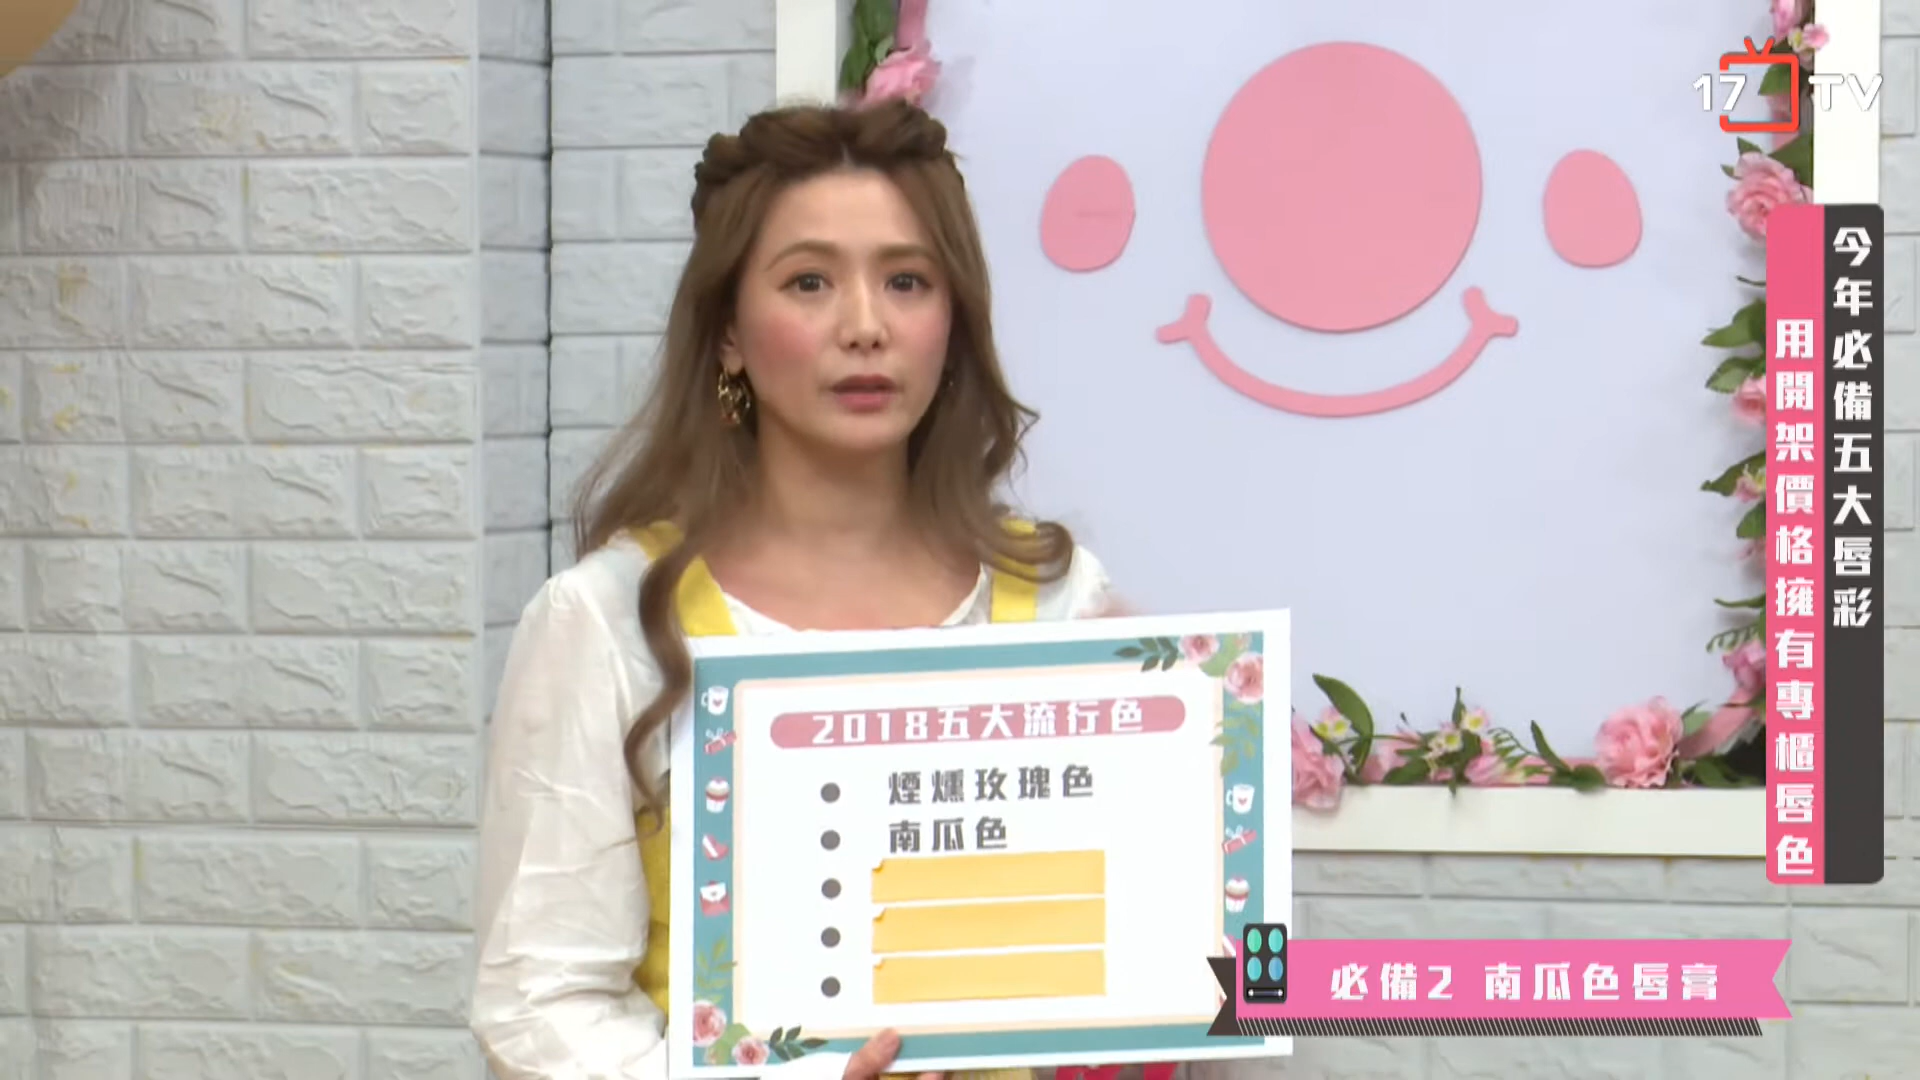 17 TV
今年必備五大唇彩
用開架價格擁有專櫃唇色
2018五大流行色
煙燻玫瑰色
南瓜色
必備2 南瓜色唇膏